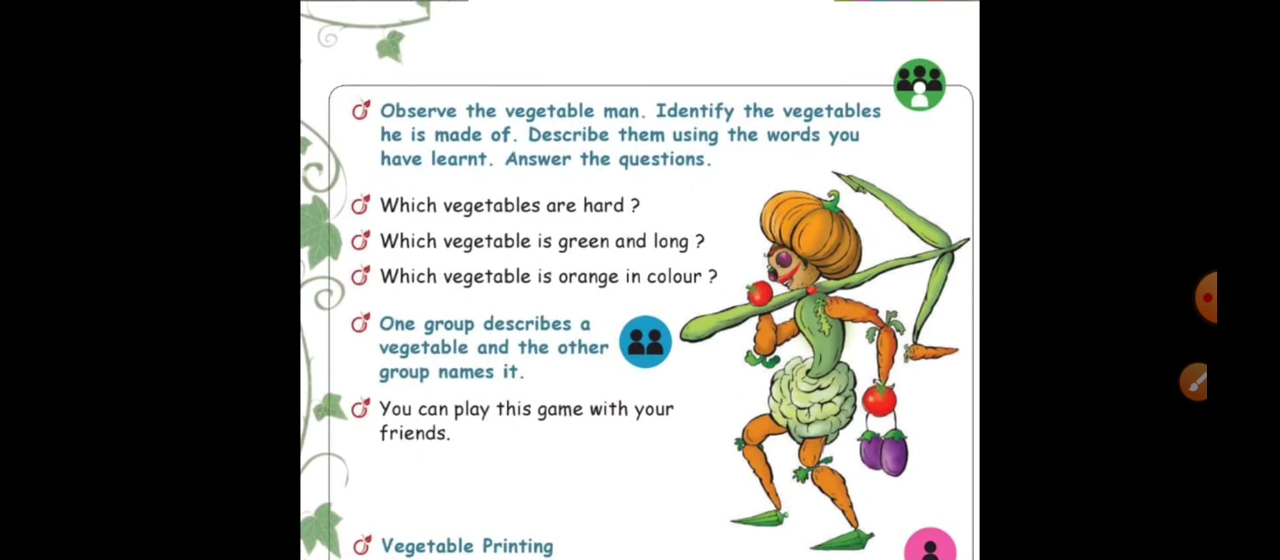 Observe the vegetable man. Identify the vegetables
he is made of. Describe them using the words you
have learnt. Answer the questions.
Which vegetables are hard ?
Which vegetable is green and long ?
Which vegetable is orange in colour ?
One group describes a
vegetable and the other
group names it.
You can play this game with your
friends.
Vegetable Printing